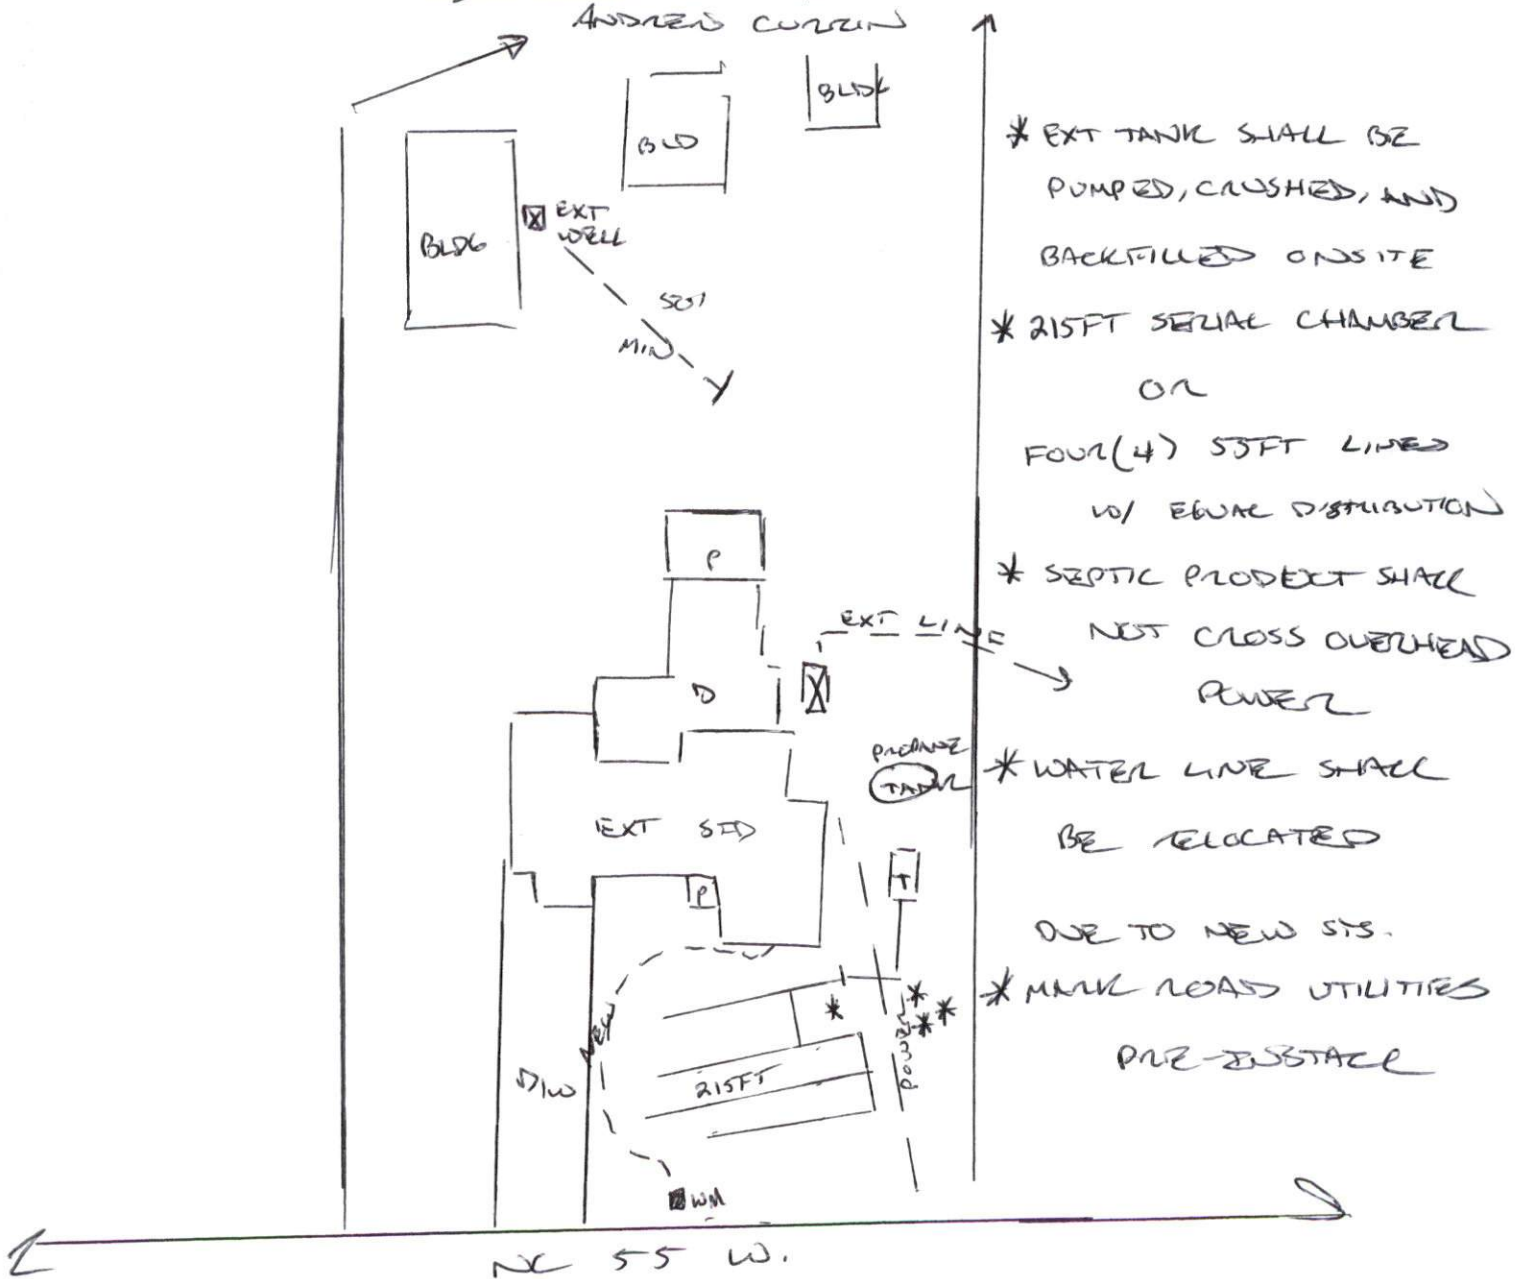 ANDREW CURRIN
BLDG
BLD
BLDG
EXT
WELL
50'
MIN
* EXT TANK SHALL BE
PUMPED, CRUSHED, AND
BACKFILLED ONSITE
* 215FT SERIAL CHAMBER
OR
FOUR(4) 53FT LINES
W/ EQUAL DISTRIBUTION
* SEPTIC PRODUCT SHALL
NOT CROSS OVERHEAD
POWER
* WATER LINE SHALL
BE RELOCATED
DUE TO NEW SYS.
* MARK ROAD UTILITIES
PRE-INSTALL
P
EXT LINE
D
PROPANE
TANK
EXT SFD
P
T
NEW
POWER
215FT
D/W
WM
NC 55 W.